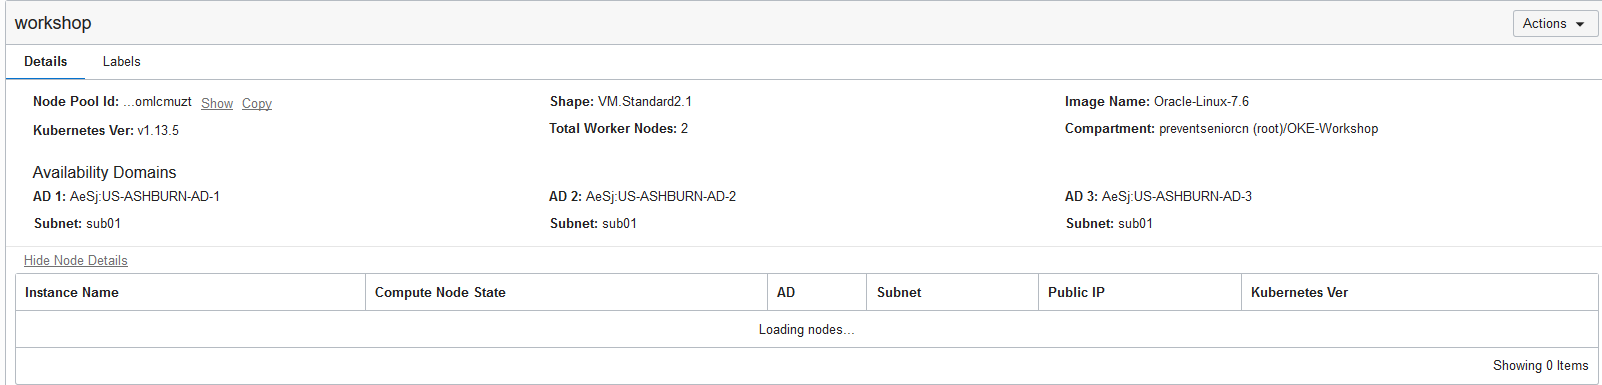 workshop
Actions
Details Labels
Node Pool Id: ...omlcmuzt Show Copy Shape: VM.Standard2.1 Image Name: Oracle-Linux-7.6
Kubernetes Ver: v1.13.5 Total Worker Nodes: 2 Compartment: preventseniorcn (root)/OKE-Workshop
Availability Domains
AD 1: AeSj:US-ASHBURN-AD-1 AD 2: AeSj:US-ASHBURN-AD-2 AD 3: AeSj:US-ASHBURN-AD-3
Subnet: sub01 Subnet: sub01 Subnet: sub01
Hide Node Details
Instance Name Compute Node State AD Subnet Public IP Kubernetes Ver
Loading nodes...
Showing 0 Items